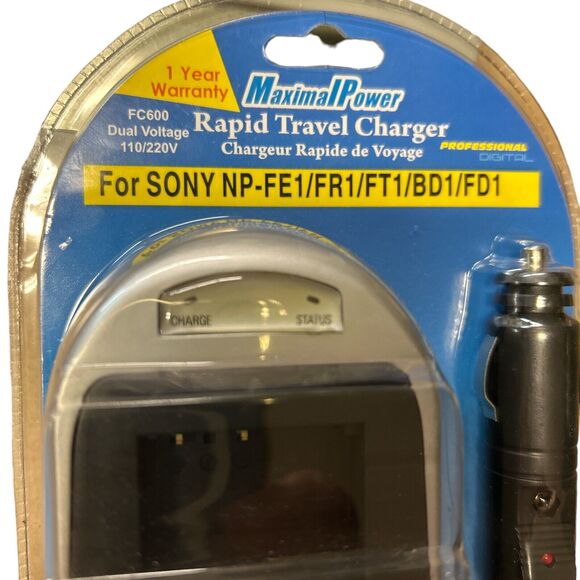 1 Year
Warranty
MaximalPower
FC600
Dual Voltage
110/220V
Rapid Travel Charger
Chargeur Rapide de Voyage
PROFESSIONAL
DIGITAL
For SONY NP-FE1/FR1/FT1/BD1/FD1
CHARGE STATUS